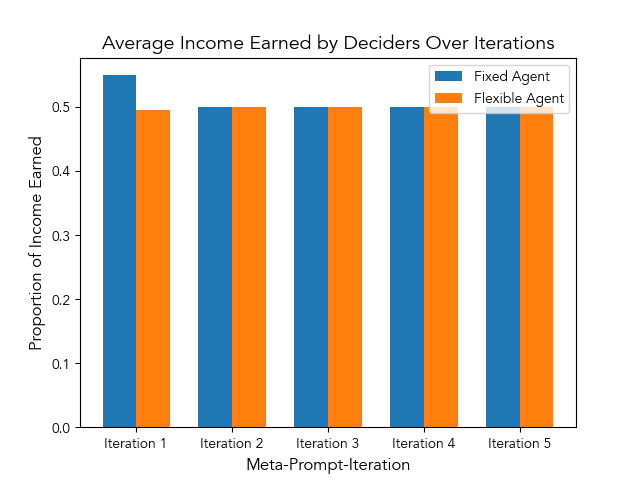 Average Income Earned by Deciders Over Iterations
Fixed Agent
Flexible Agent
Proportion of Income Earned
0.5
0.4
0.3
0.2
0.1
0.0
Iteration 1
Iteration 2
Iteration 3
Iteration 4
Iteration 5
Meta-Prompt-Iteration